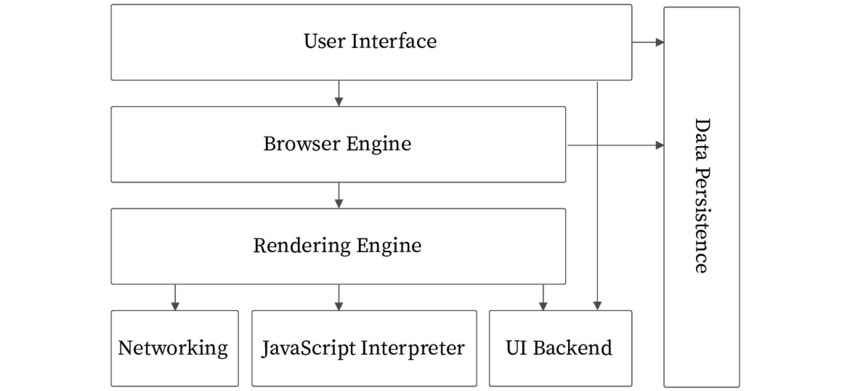 User Interface
Browser Engine
Rendering Engine
Networking
JavaScript Interpreter
UI Backend
Data Persistence